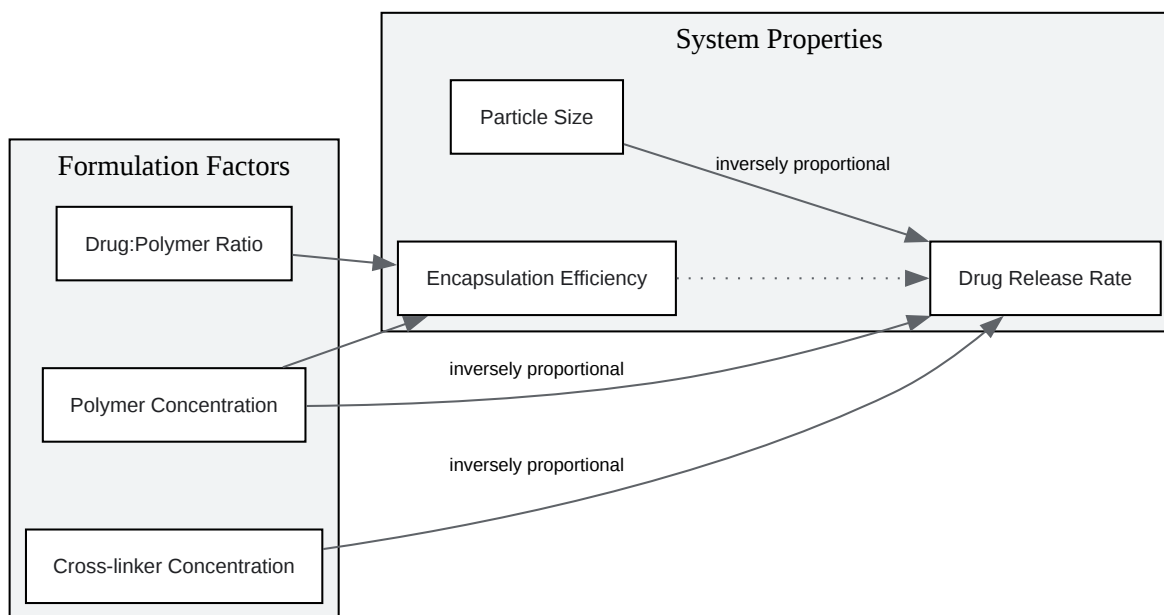 System Properties
Particle Size
inversely proportional
Formulation Factors
Drug:Polymer Ratio
Encapsulation Efficiency
Drug Release Rate
Polymer Concentration
inversely proportional
inversely proportional
Cross-linker Concentration